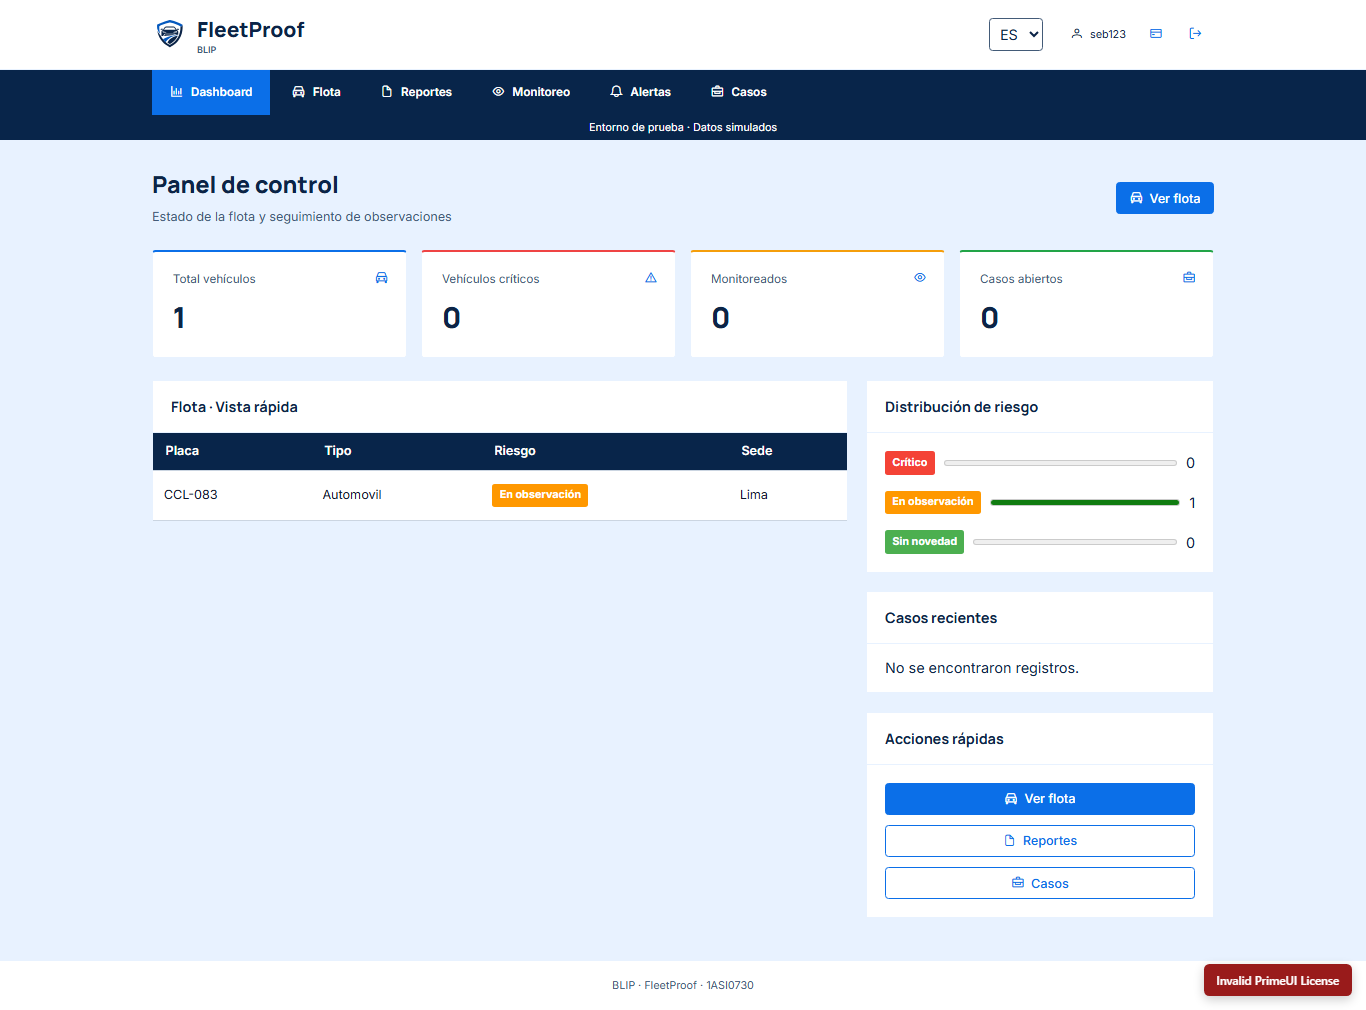 FleetProof
BLIP
ES
seb123
Dashboard
Flota
Reportes
Monitoreo
Alertas
Casos
Entorno de prueba · Datos simulados
Panel de control
Estado de la flota y seguimiento de observaciones
Ver flota
Total vehículos
1
Vehículos críticos
0
Monitoreados
0
Casos abiertos
0
Flota · Vista rápida
Placa Tipo Riesgo Sede
CCL-083 Automovil En observación Lima
Distribución de riesgo
Crítico 0
En observación 1
Sin novedad 0
Casos recientes
No se encontraron registros.
Acciones rápidas
Ver flota
Reportes
Casos
BLIP · FleetProof · 1ASI0730
Invalid PrimeUI License